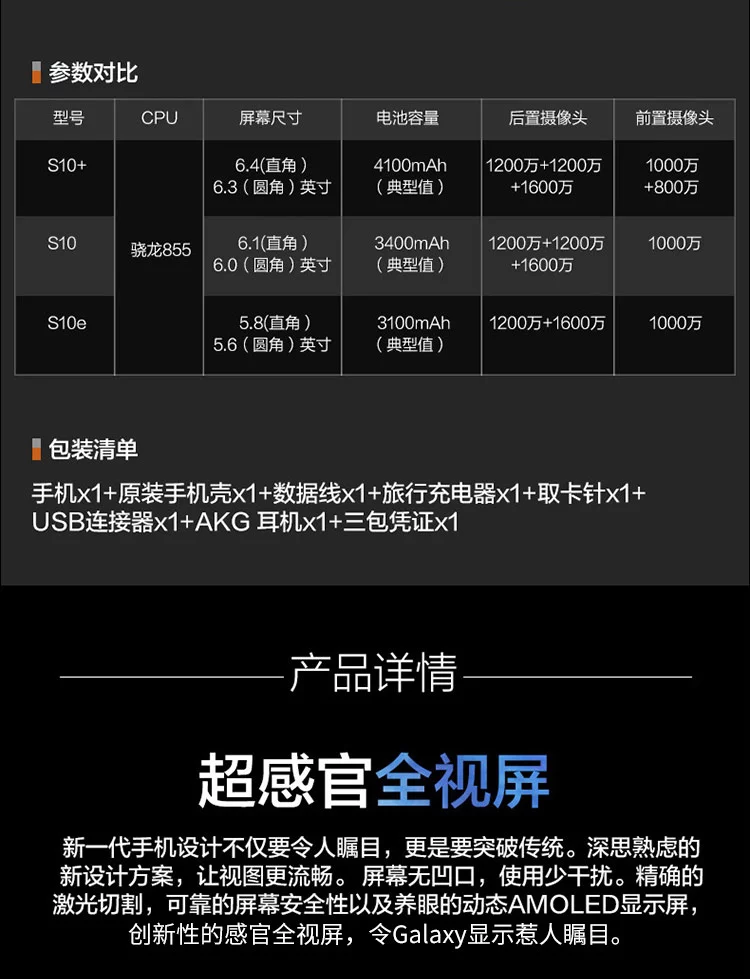 参数对比
型号 CPU 屏幕尺寸 电池容量 后置摄像头 前置摄像头
S10+ 6.4(直角) 4100mAh 1200万+1200万 1000万
6.3(圆角)英寸 (典型值) +1600万 +800万
骁龙855
S10 6.1(直角) 3400mAh 1200万+1200万 1000万
6.0(圆角)英寸 (典型值) +1600万
S10e 5.8(直角) 3100mAh 1200万+1600万 1000万
5.6(圆角)英寸 (典型值)
包装清单
手机x1+原装手机壳x1+数据线x1+旅行充电器x1+取卡针x1+
USB连接器x1+AKG 耳机x1+三包凭证x1
产品详情
超感官全视屏
新一代手机设计不仅要令人瞩目，更是要突破传统。深思熟虑的
新设计方案，让视图更流畅。 屏幕无凹口，使用少干扰。精确的
激光切割，可靠的屏幕安全性以及养眼的动态AMOLED显示屏，
创新性的感官全视屏，令Galaxy显示惹人瞩目。